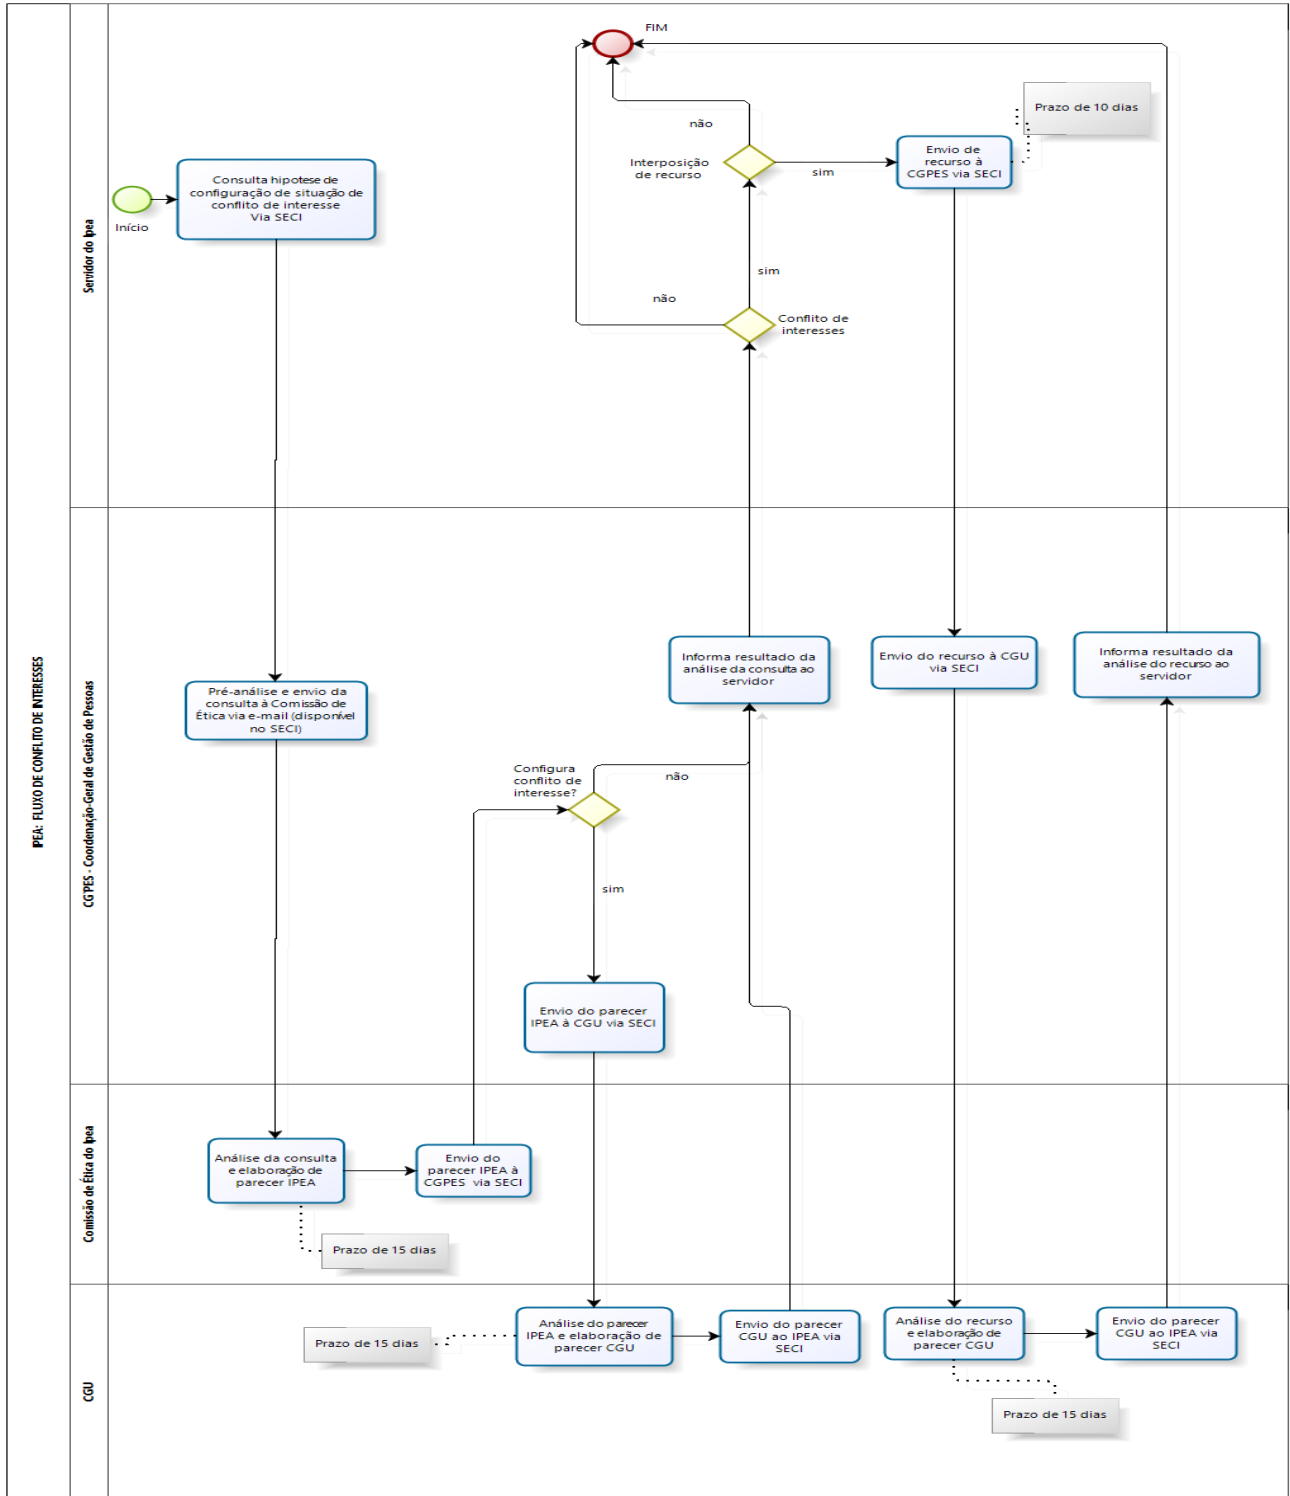 IPEA: FLUXO DE CONFLITO DE INTERESSES
Servidor do Ipea
FIM
Início
Consulta hipotese de
configuração de situação de
conflito de interesse
Via SECI
não
Interposição
de recurso
sim
Envio de
recurso à
CGPES via SECI
Prazo de 10 dias
sim
não
Conflito de
interesses
CGPES - Coordenação-Geral de Gestão de Pessoas
Pré-análise e envio da
consulta à Comissão de
Ética via e-mail (disponível
no SECI)
Informa resultado da
análise da consulta ao
servidor
Envio do recurso à CGU
via SECI
Informa resultado da
análise do recurso ao
servidor
Configura
conflito de
interesse?
não
sim
Envio do parecer
IPEA à CGU via SECI
Comissão de Ética do Ipea
Análise da consulta
e elaboração de
parecer IPEA
Envio do
parecer IPEA à
CGPES via SECI
Prazo de 15 dias
CGU
Prazo de 15 dias
Análise do parecer
IPEA e elaboração de
parecer CGU
Envio do parecer
CGU ao IPEA via
SECI
Análise do recurso
e elaboração de
parecer CGU
Envio do parecer
CGU ao IPEA via
SECI
Prazo de 15 dias